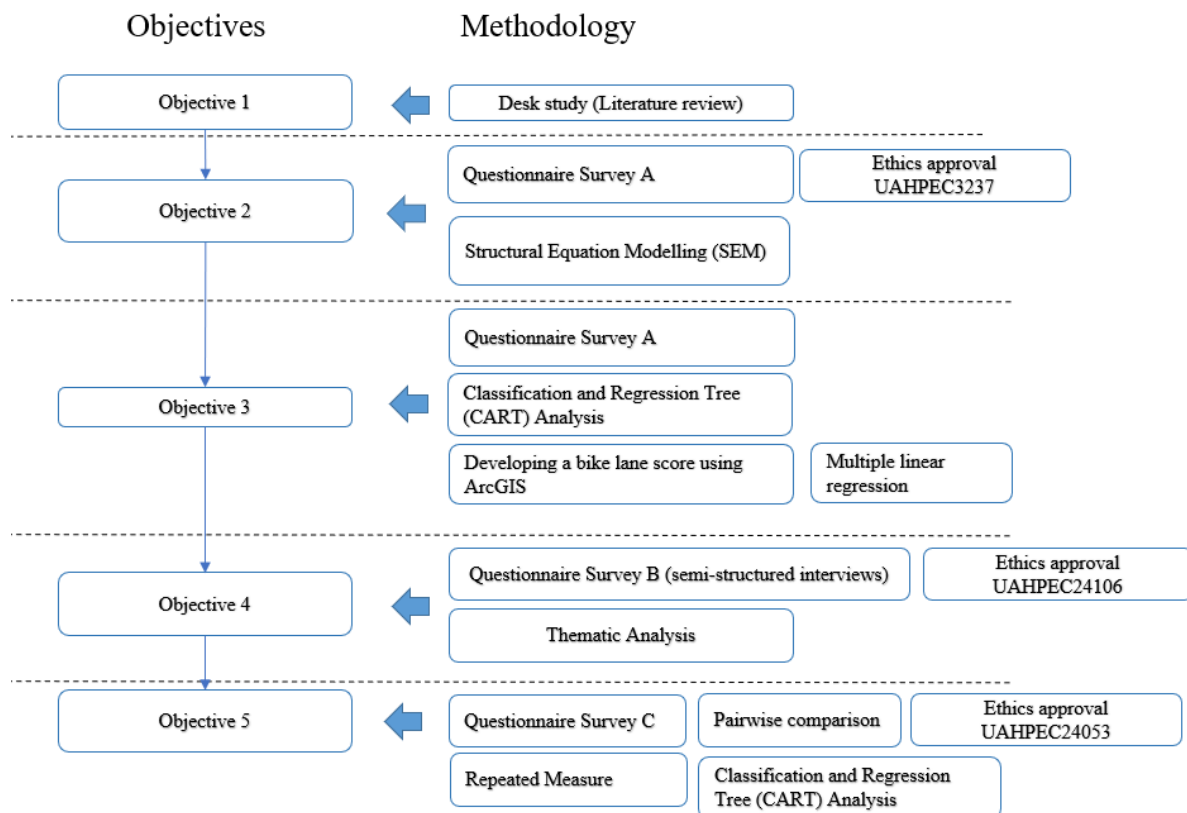 Objectives
Methodology
Objective 1
Desk study (Literature review)
Questionnaire Survey A
Ethics approval
UAHPEC3237
Objective 2
Structural Equation Modelling (SEM)
Questionnaire Survey A
Objective 3
Classification and Regression Tree
(CART) Analysis
Developing a bike lane score using
ArcGIS
Multiple linear
regression
Questionnaire Survey B (semi-structured interviews)
Ethics approval
UAHPEC24106
Objective 4
Thematic Analysis
Objective 5
Questionnaire Survey C
Pairwise comparison
Ethics approval
UAHPEC24053
Repeated Measure
Classification and Regression
Tree (CART) Analysis